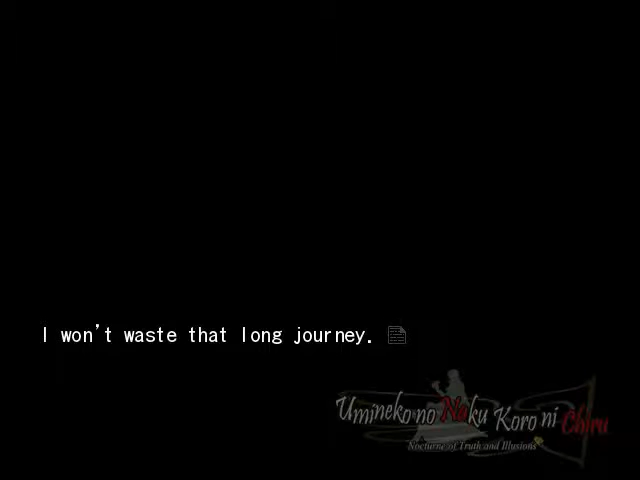 I won't waste that long journey.
Umineko no Naku Koro ni Chiru
Nocturne of Truth and Illusions